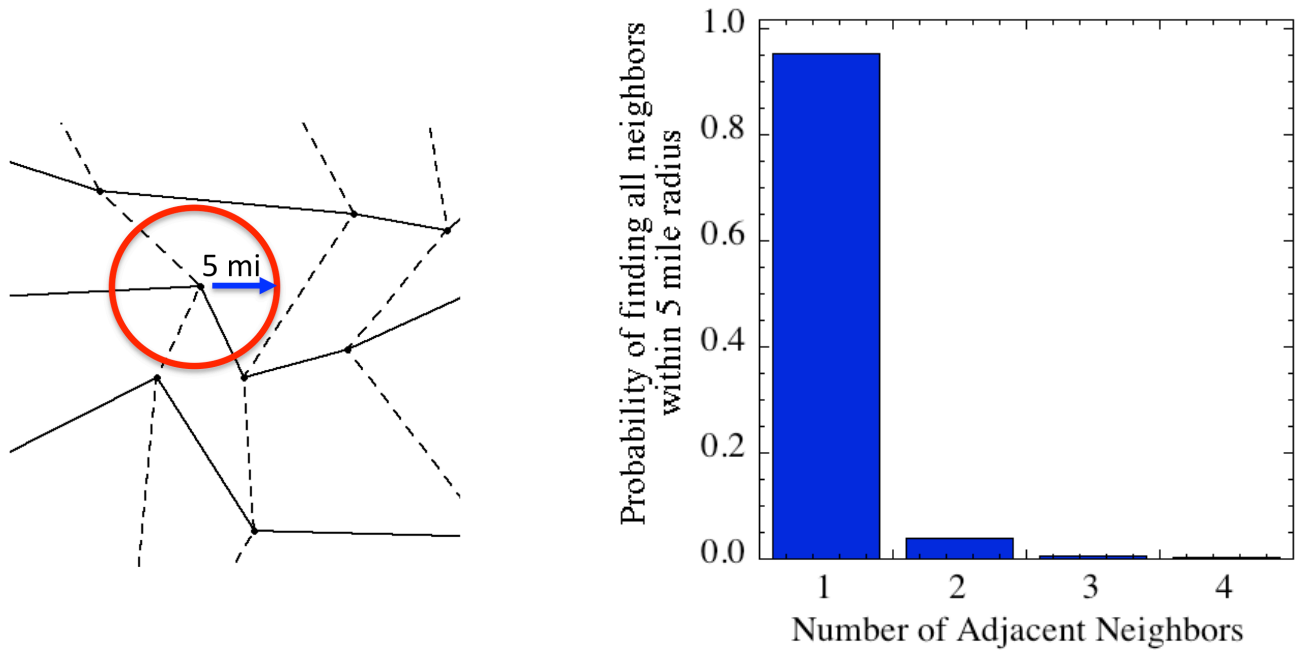 5 mi
Probability of finding all neighbors
within 5 mile radius
1.0
0.8
0.6
0.4
0.2
0.0
1 2 3 4
Number of Adjacent Neighbors